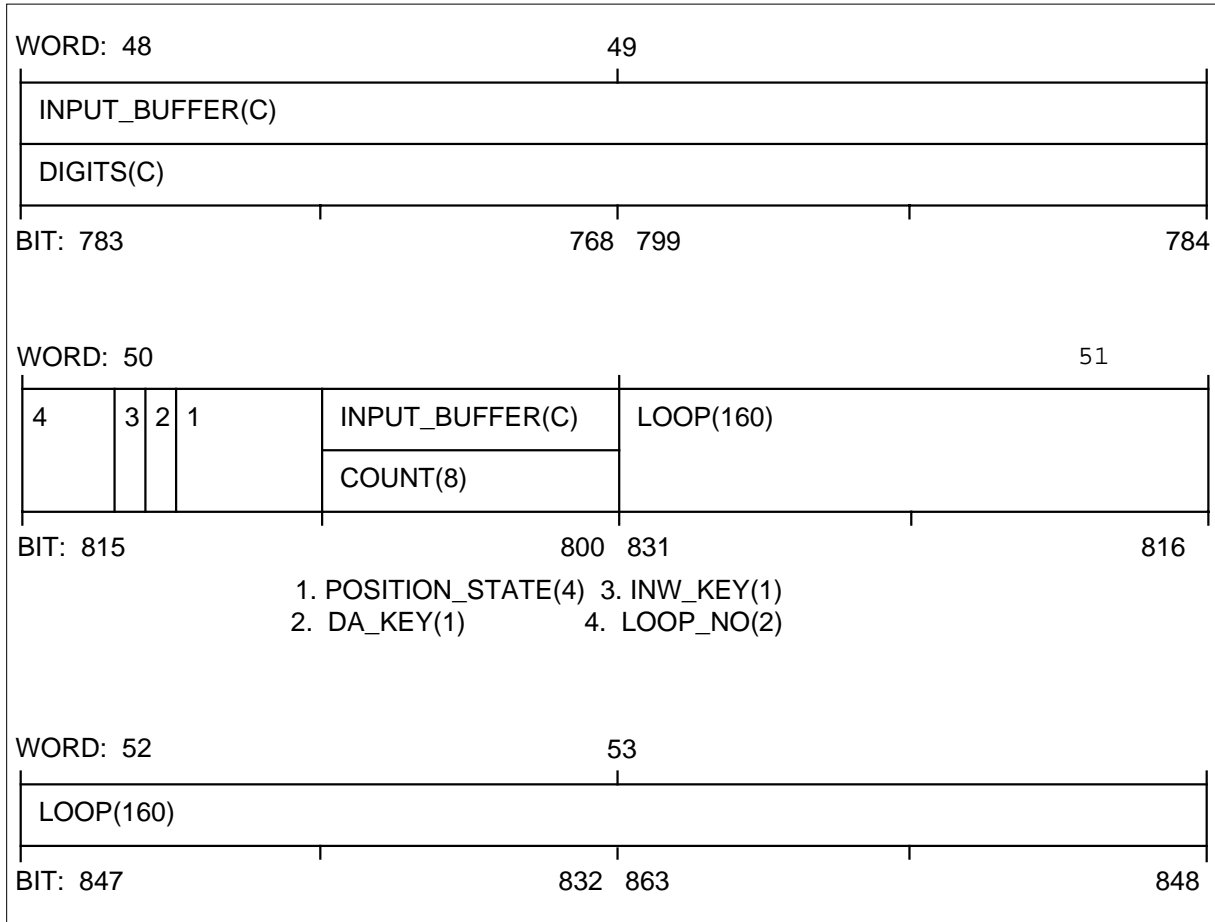 WORD: 48 49
INPUT_BUFFER(C)
DIGITS(C)
BIT: 783 768 799 784
WORD: 50 51
4 3 2 1 INPUT_BUFFER(C) LOOP(160)
COUNT(8)
BIT: 815 800 831 816
1. POSITION_STATE(4) 3. INW_KEY(1)
2. DA_KEY(1) 4. LOOP_NO(2)
WORD: 52 53
LOOP(160)
BIT: 847 832 863 848